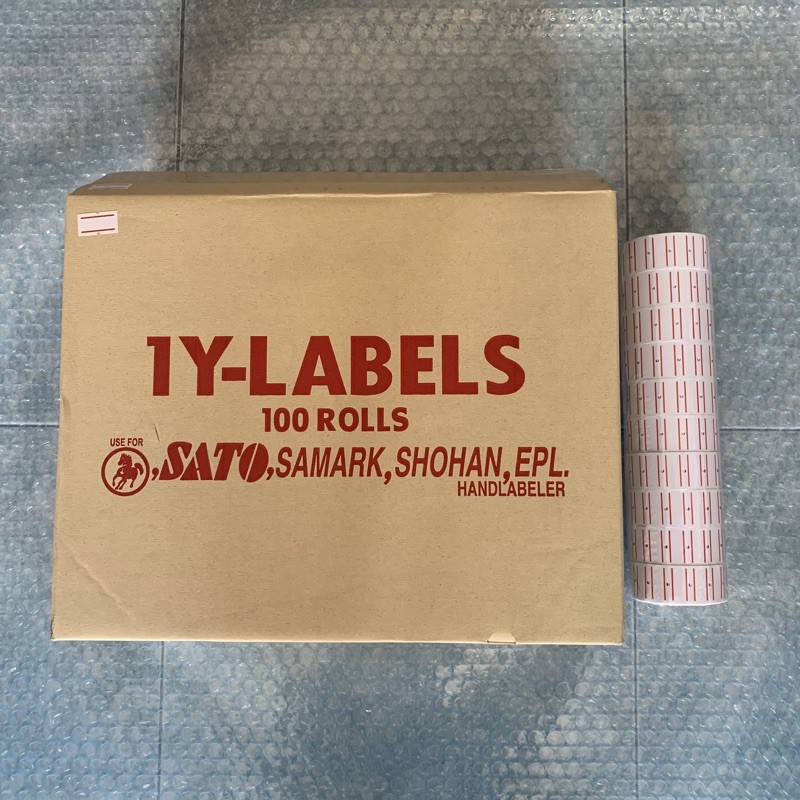 1Y-LABELS
100 ROLLS
USE FOR
,SATO,SAMARK,SHOHAN,EPL.
HANDLABELER